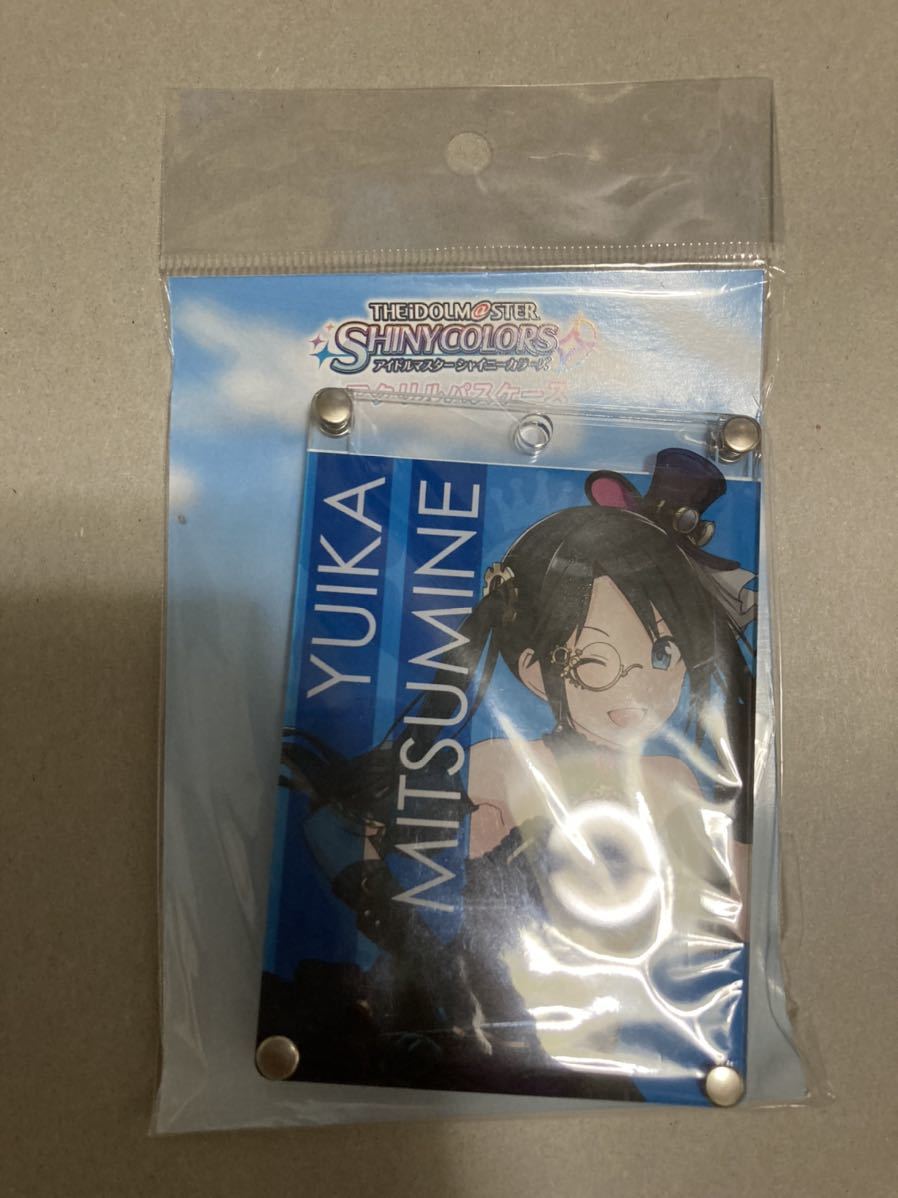 THE iDOLM@STER
SHINYCOLORS
アイドルマスター シャイニーカラーズ
アクリルパスケース
YUIKA
MITSUMINE